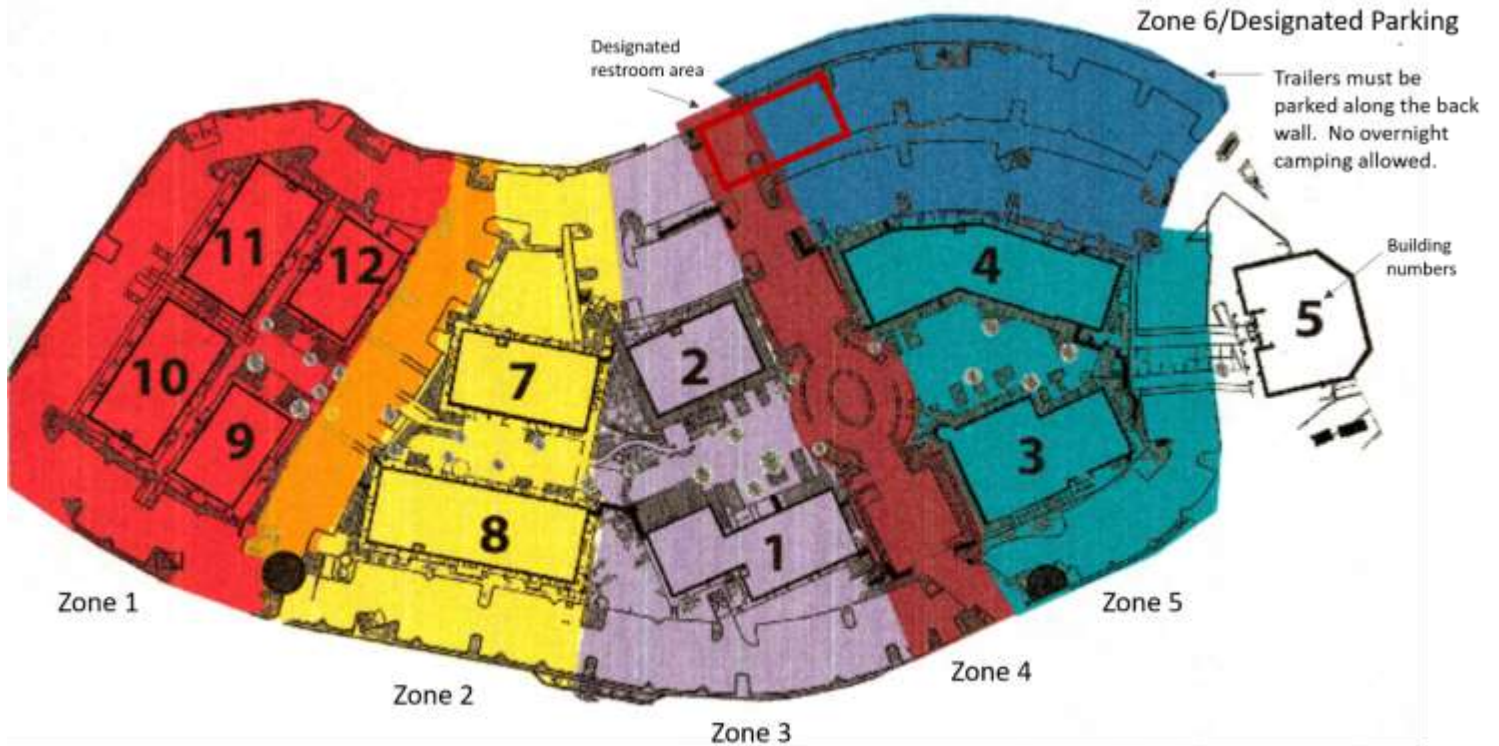 Zone 6/Designated Parking
Designated
restroom area
Trailers must be
parked along the back
wall. No overnight
camping allowed.
11
12
4
Building
numbers
5
10
7
2
9
3
8
1
Zone 1
Zone 5
Zone 4
Zone 2
Zone 3